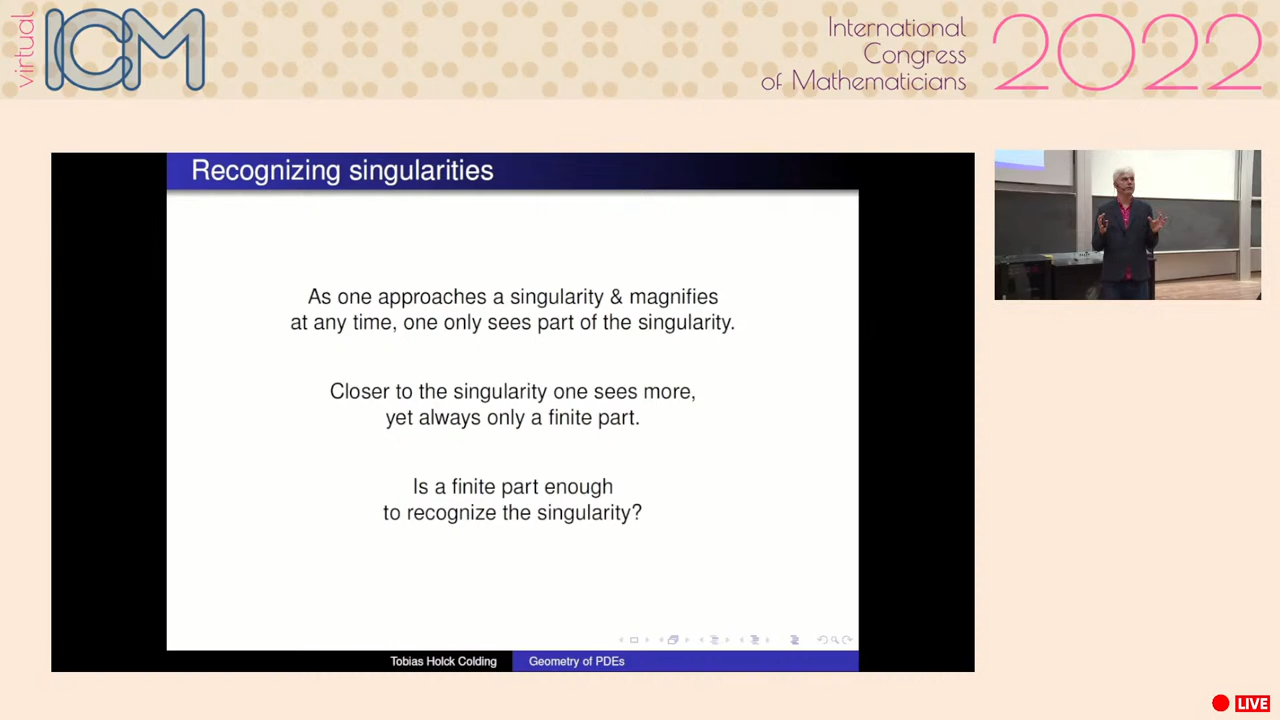 virtual
ICM
International
Congress
of Mathematicians
2022
Recognizing singularities
As one approaches a singularity & magnifies
at any time, one only sees part of the singularity.
Closer to the singularity one sees more,
yet always only a finite part.
Is a finite part enough
to recognize the singularity?
Tobias Holck Colding
Geometry of PDEs
LIVE